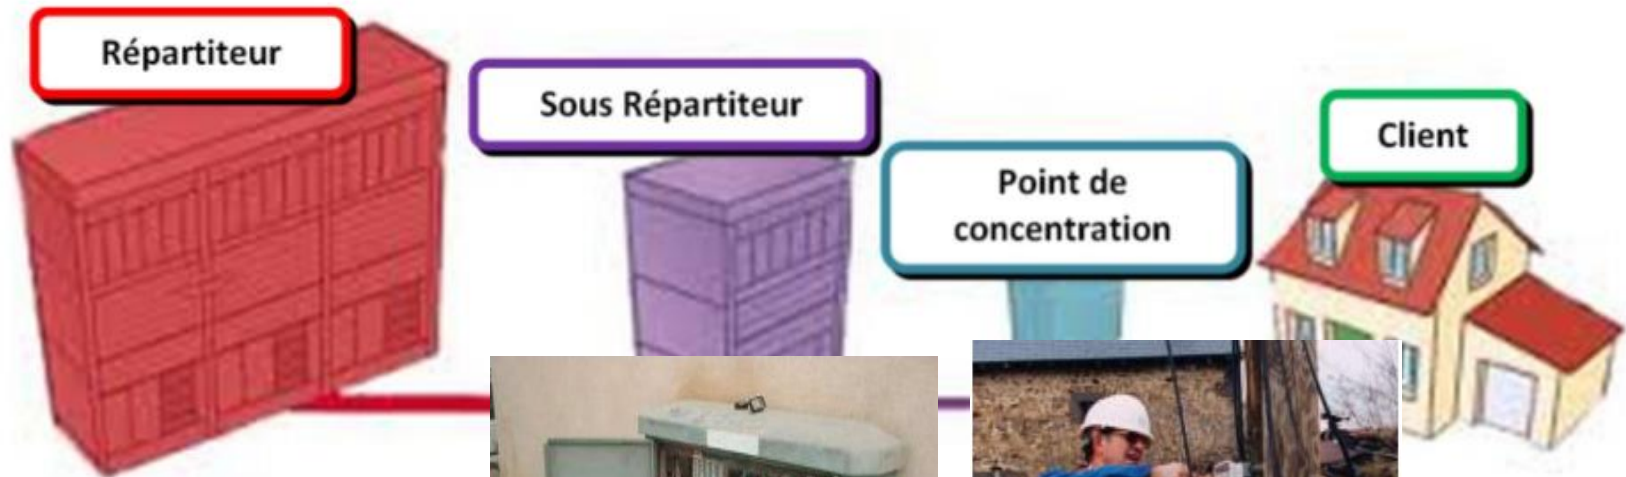 Répartiteur
Sous Répartiteur
Point de
concentration
Client